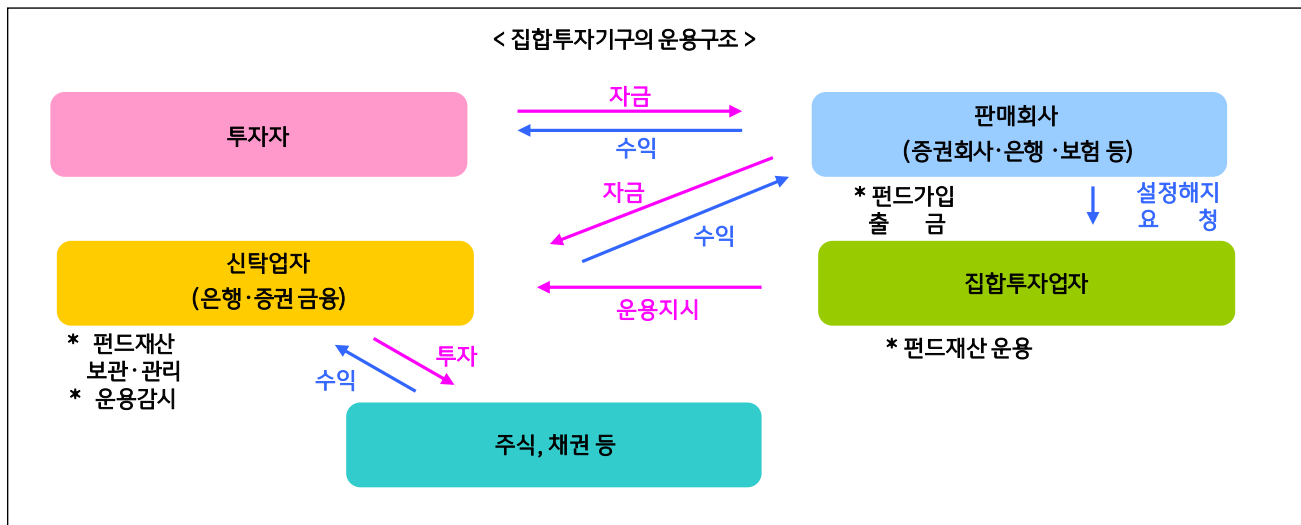 < 집합투자기구의 운용구조 >
자금
투자자
수익
판매회사
(증권회사·은행 ·보험 등)
자금
수익
* 펀드가입
출 금
설정해지
요 청
신탁업자
(은행·증권 금융)
운용지시
집합투자업자
* 펀드재산
보관·관리
* 운용감시
* 펀드재산 운용
투자
수익
주식, 채권 등